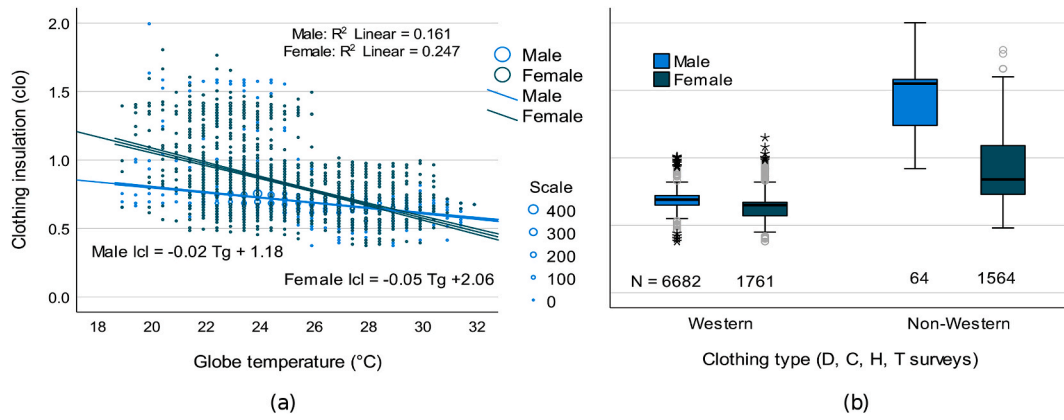 2.0
1.5
1.0
0.5
0.0
Clothing insulation (clo)
Male: R² Linear = 0.161
Female: R² Linear = 0.247
Male
Female
Male
Female
Scale
400
300
200
100
0
Male Icl = -0.02 Tg + 1.18
Female Icl = -0.05 Tg +2.06
18 20 22 24 26 28 30 32
Globe temperature (°C)
(a)
Male
Female
N = 6682 1761 64 1564
Western Non-Western
Clothing type (D, C, H, T surveys)
(b)